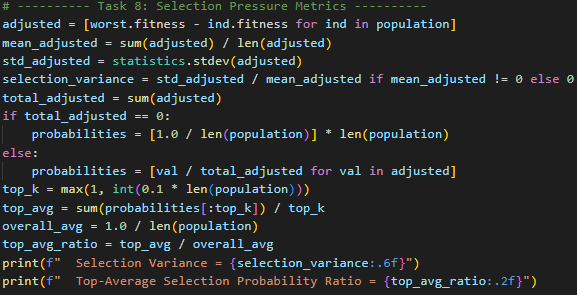 # ---------- Task 8: Selection Pressure Metrics ----------
adjusted = [worst.fitness - ind.fitness for ind in population]
mean_adjusted = sum(adjusted) / len(adjusted)
std_adjusted = statistics.stdev(adjusted)
selection_variance = std_adjusted / mean_adjusted if mean_adjusted != 0 else 0
total_adjusted = sum(adjusted)
if total_adjusted == 0:
    probabilities = [1.0 / len(population)] * len(population)
else:
    probabilities = [val / total_adjusted for val in adjusted]
top_k = max(1, int(0.1 * len(population)))
top_avg = sum(probabilities[:top_k]) / top_k
overall_avg = 1.0 / len(population)
top_avg_ratio = top_avg / overall_avg
print(f"  Selection Variance = {selection_variance:.6f}")
print(f"  Top-Average Selection Probability Ratio = {top_avg_ratio:.2f}")